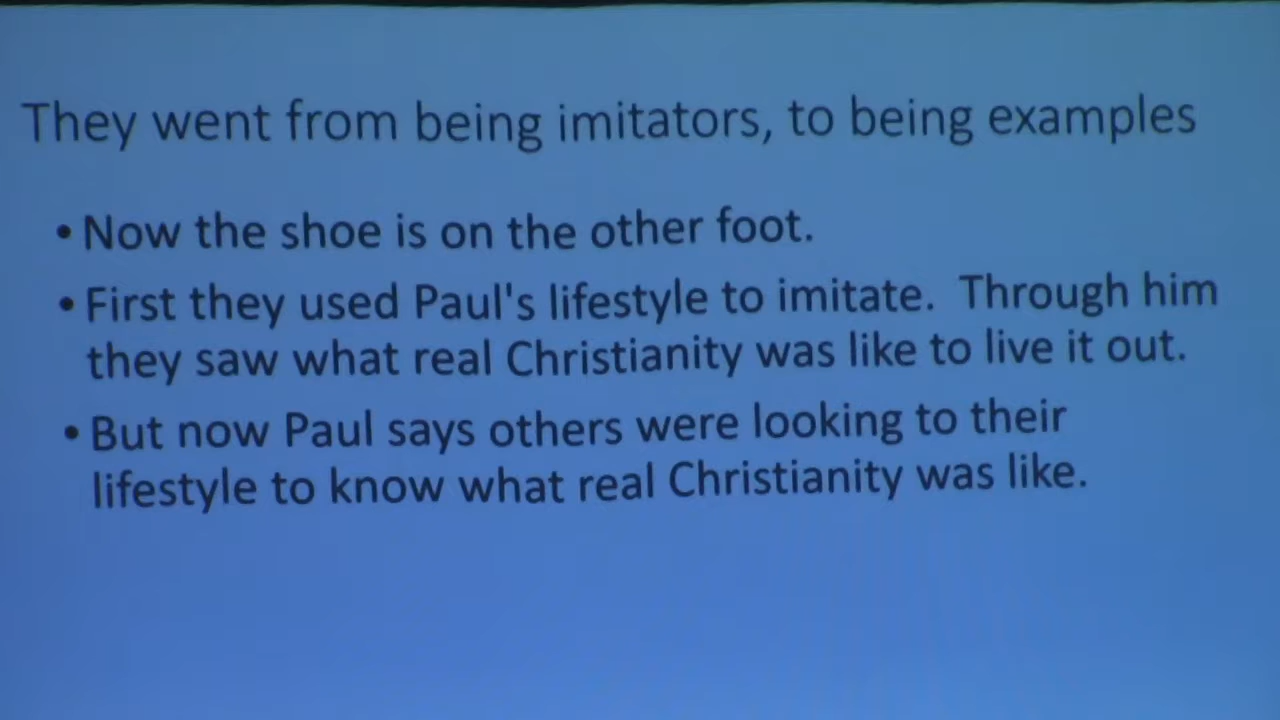 They went from being imitators, to being examples
• Now the shoe is on the other foot.
• First they used Paul's lifestyle to imitate.  Through him
they saw what real Christianity was like to live it out.
• But now Paul says others were looking to their
lifestyle to know what real Christianity was like.